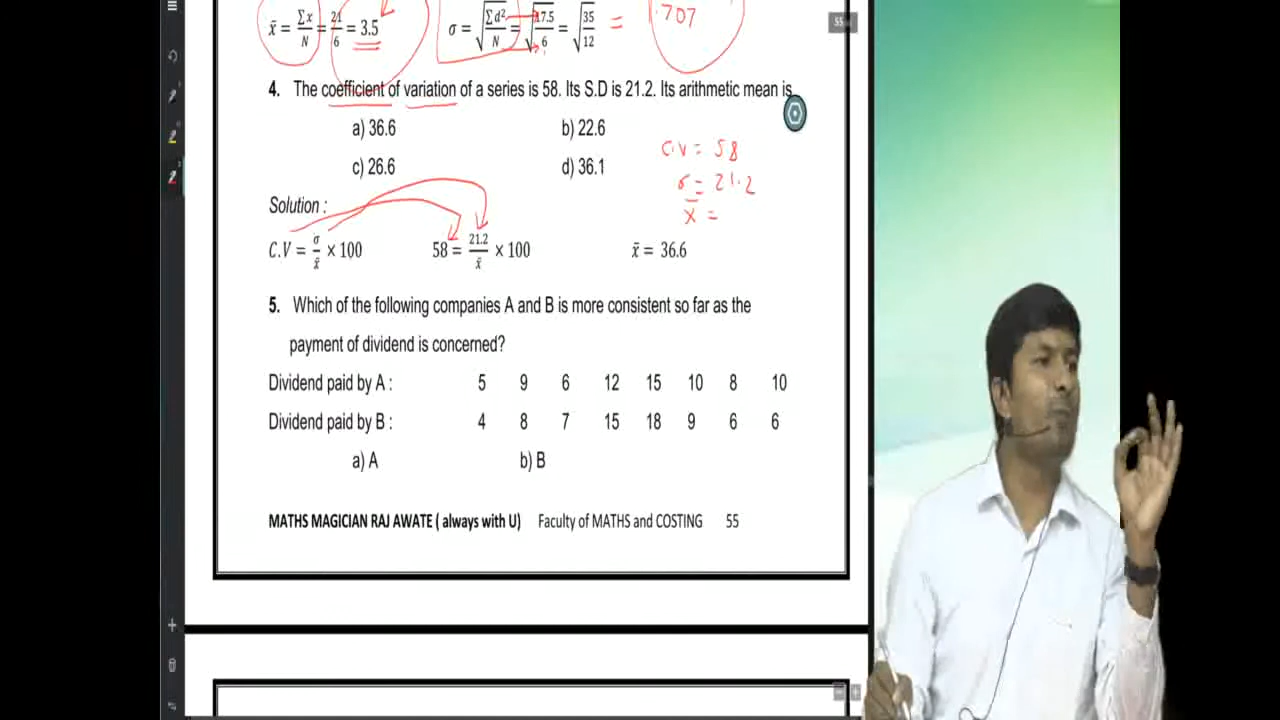 x̄ = Σx/N = 21/6 = 3.5 σ = √(Σd²/N) = √(17.5/6) = √(35/12) = 1.707
55
4. The coefficient of variation of a series is 58. Its S.D is 21.2. Its arithmetic mean is
a) 36.6 b) 22.6
c) 26.6 d) 36.1
C.V = 58
σ = 21.2
x̄ =
Solution :
C.V = σ/x̄ × 100 58 = 21.2/x̄ × 100 x̄ = 36.6
5. Which of the following companies A and B is more consistent so far as the
payment of dividend is concerned?
Dividend paid by A : 5 9 6 12 15 10 8 10
Dividend paid by B : 4 8 7 15 18 9 6 6
a) A b) B
MATHS MAGICIAN RAJ AWATE ( always with U) Faculty of MATHS and COSTING 55